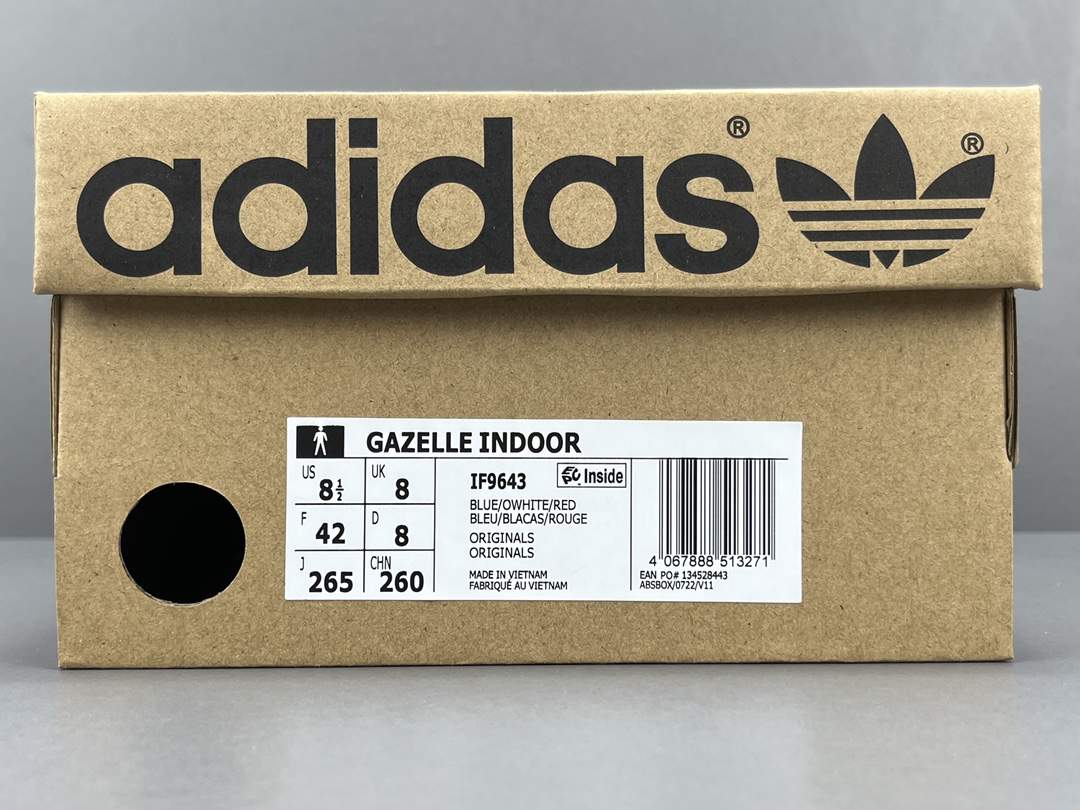 adidas®
®
GAZELLE INDOOR
US 8½ UK 8
F 42 D 8
J 265 CHN 260
IF9643
Inside
BLUE/OWHITE/RED
BLEU/BLACAS/ROUGE
ORIGINALS
ORIGINALS
MADE IN VIETNAM
FABRIQUÉ AU VIETNAM
4 067888 513271
EAN PO# 134528443
ABSBOX/0722/V11